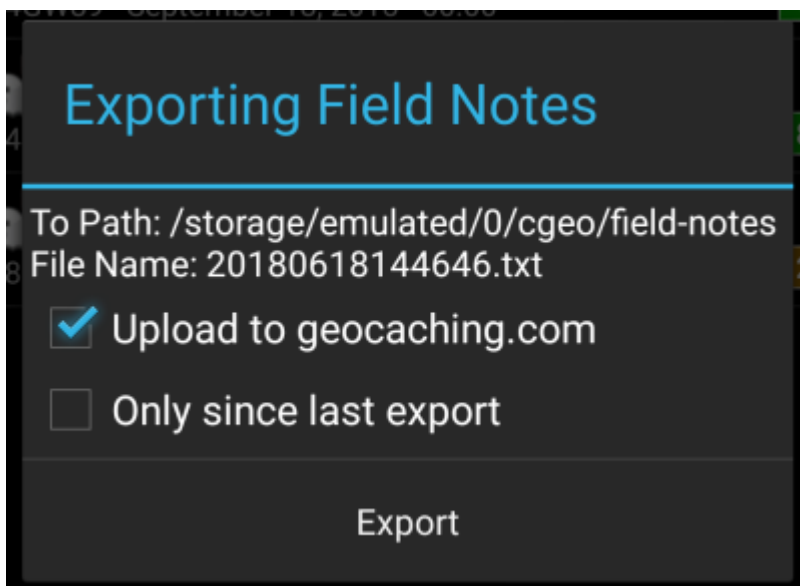 Exporting Field Notes
To Path: /storage/emulated/0/cgeo/field-notes
File Name: 20180618144646.txt
Upload to geocaching.com
Only since last export
Export